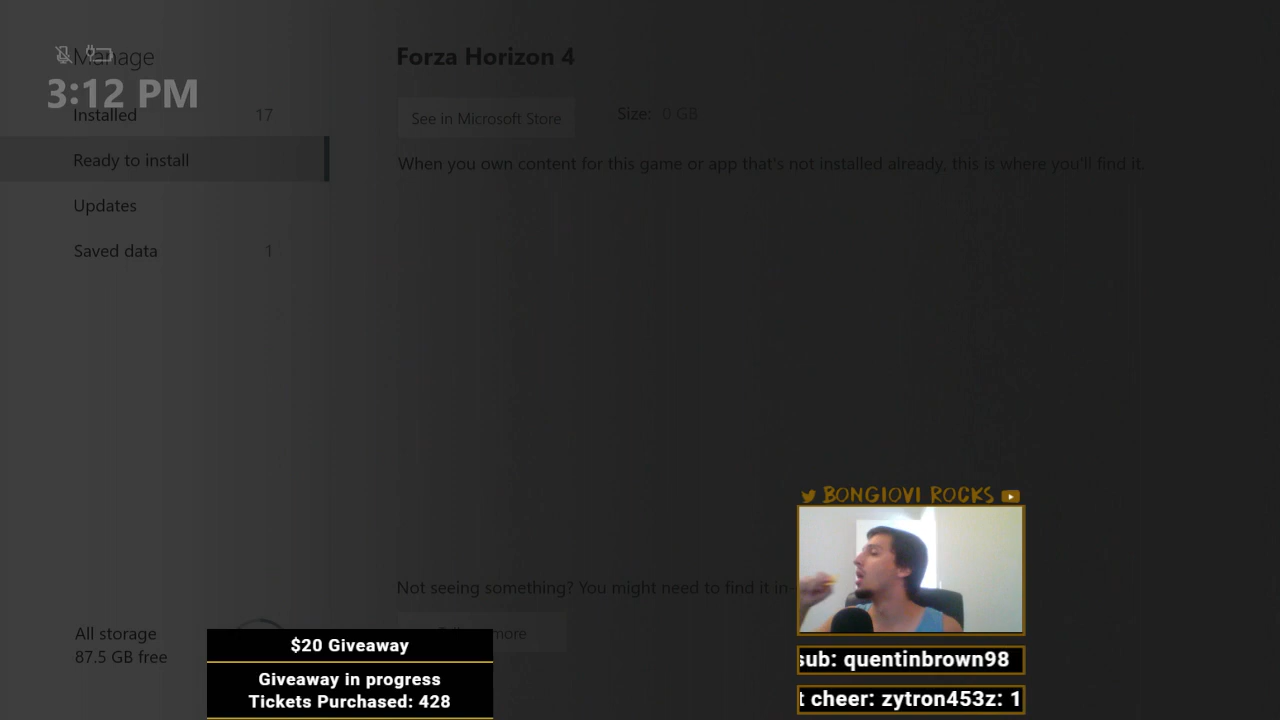 Manage
3:12 PM
Installed 17
Ready to install
Updates
Saved data 1
All storage
87.5 GB free
Forza Horizon 4
See in Microsoft Store
Size: 0 GB
When you own content for this game or app that's not installed already, this is where you'll find it.
Not seeing something? You might need to find it in-
more
$20 Giveaway
Giveaway in progress
Tickets Purchased: 428
BONGIOVI ROCKS
sub: quentinbrown98
t cheer: zytron453z: 1